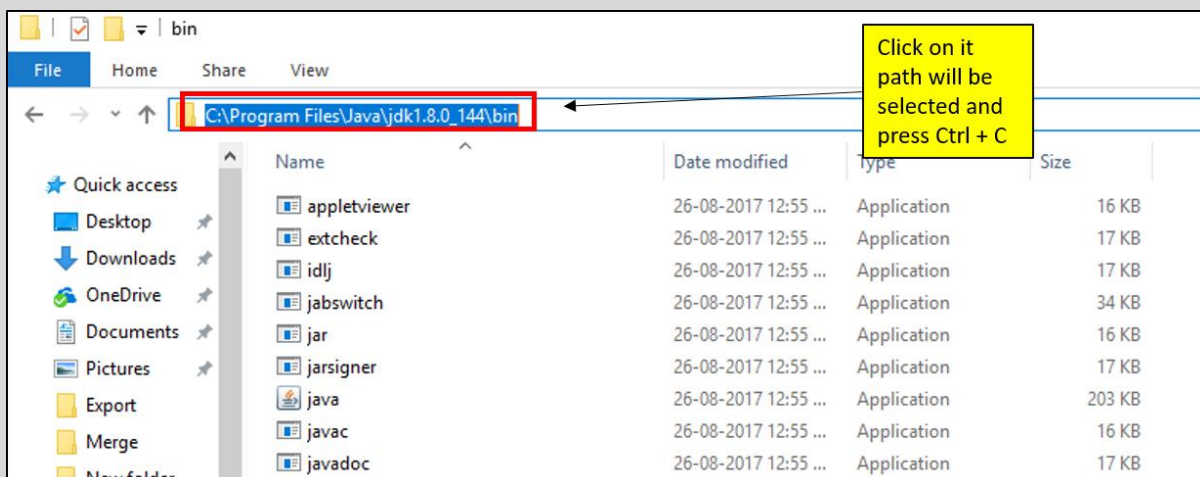 bin
File Home Share View
C:\Program Files\Java\jdk1.8.0_144\bin
Click on it
path will be
selected and
press Ctrl + C
Name Date modified Type Size
Quick access
Desktop
Downloads
OneDrive
Documents
Pictures
Export
Merge
New folder
appletviewer 26-08-2017 12:55 ... Application 16 KB
extcheck 26-08-2017 12:55 ... Application 17 KB
idlj 26-08-2017 12:55 ... Application 17 KB
jabswitch 26-08-2017 12:55 ... Application 34 KB
jar 26-08-2017 12:55 ... Application 16 KB
jarsigner 26-08-2017 12:55 ... Application 17 KB
java 26-08-2017 12:55 ... Application 203 KB
javac 26-08-2017 12:55 ... Application 16 KB
javadoc 26-08-2017 12:55 ... Application 17 KB